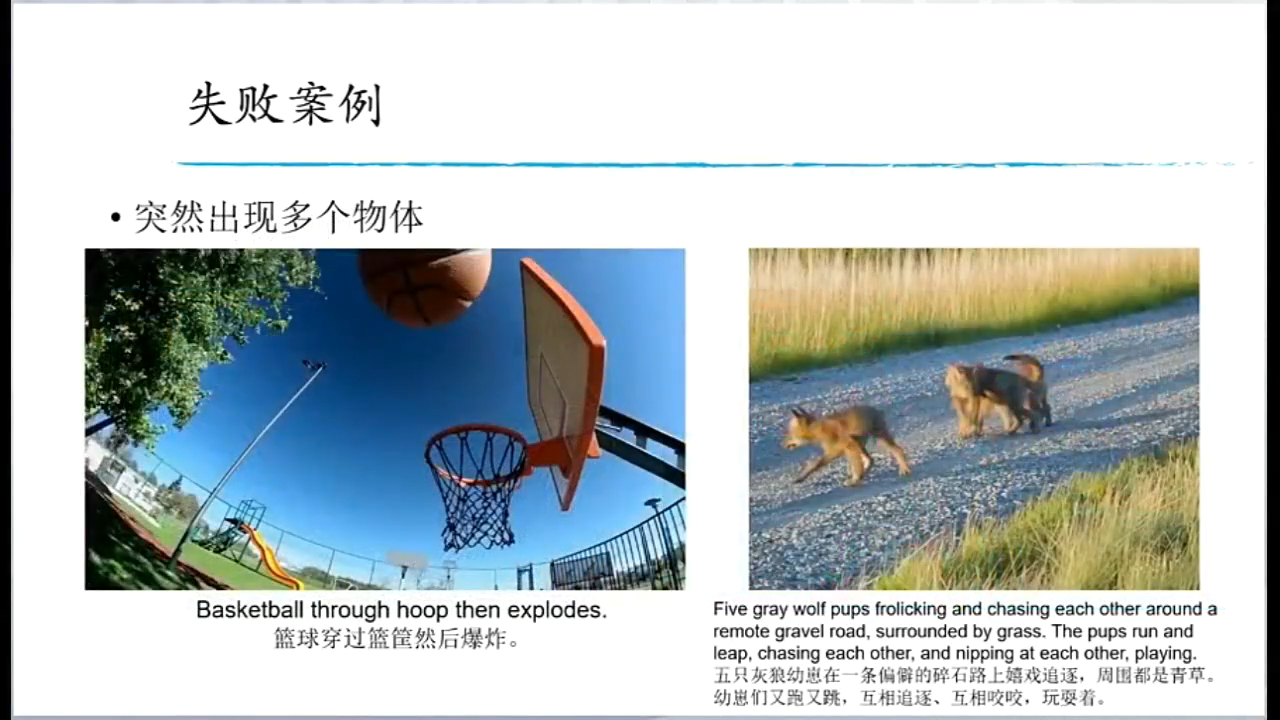 失败案例
• 突然出现多个物体
Basketball through hoop then explodes.
篮球穿过篮筐然后爆炸。
Five gray wolf pups frolicking and chasing each other around a
remote gravel road, surrounded by grass. The pups run and
leap, chasing each other, and nipping at each other, playing.
五只灰狼幼崽在一条偏僻的碎石路上嬉戏追逐，周围都是青草。
幼崽们又跑又跳，互相追逐、互相咬咬，玩耍着。